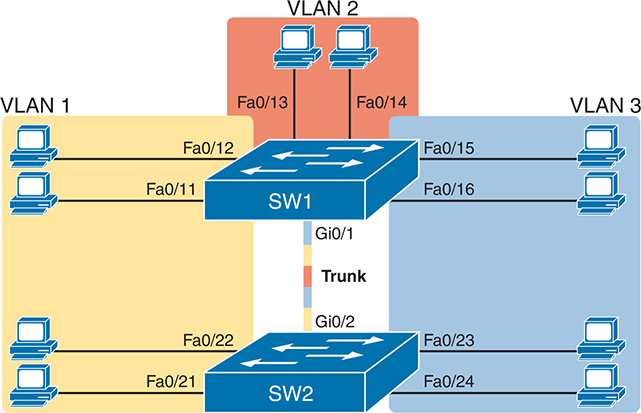 VLAN 2
VLAN 1
VLAN 3
Fa0/13
Fa0/14
Fa0/12
Fa0/15
Fa0/11
Fa0/16
SW1
Gi0/1
Trunk
Gi0/2
Fa0/22
Fa0/23
Fa0/21
Fa0/24
SW2